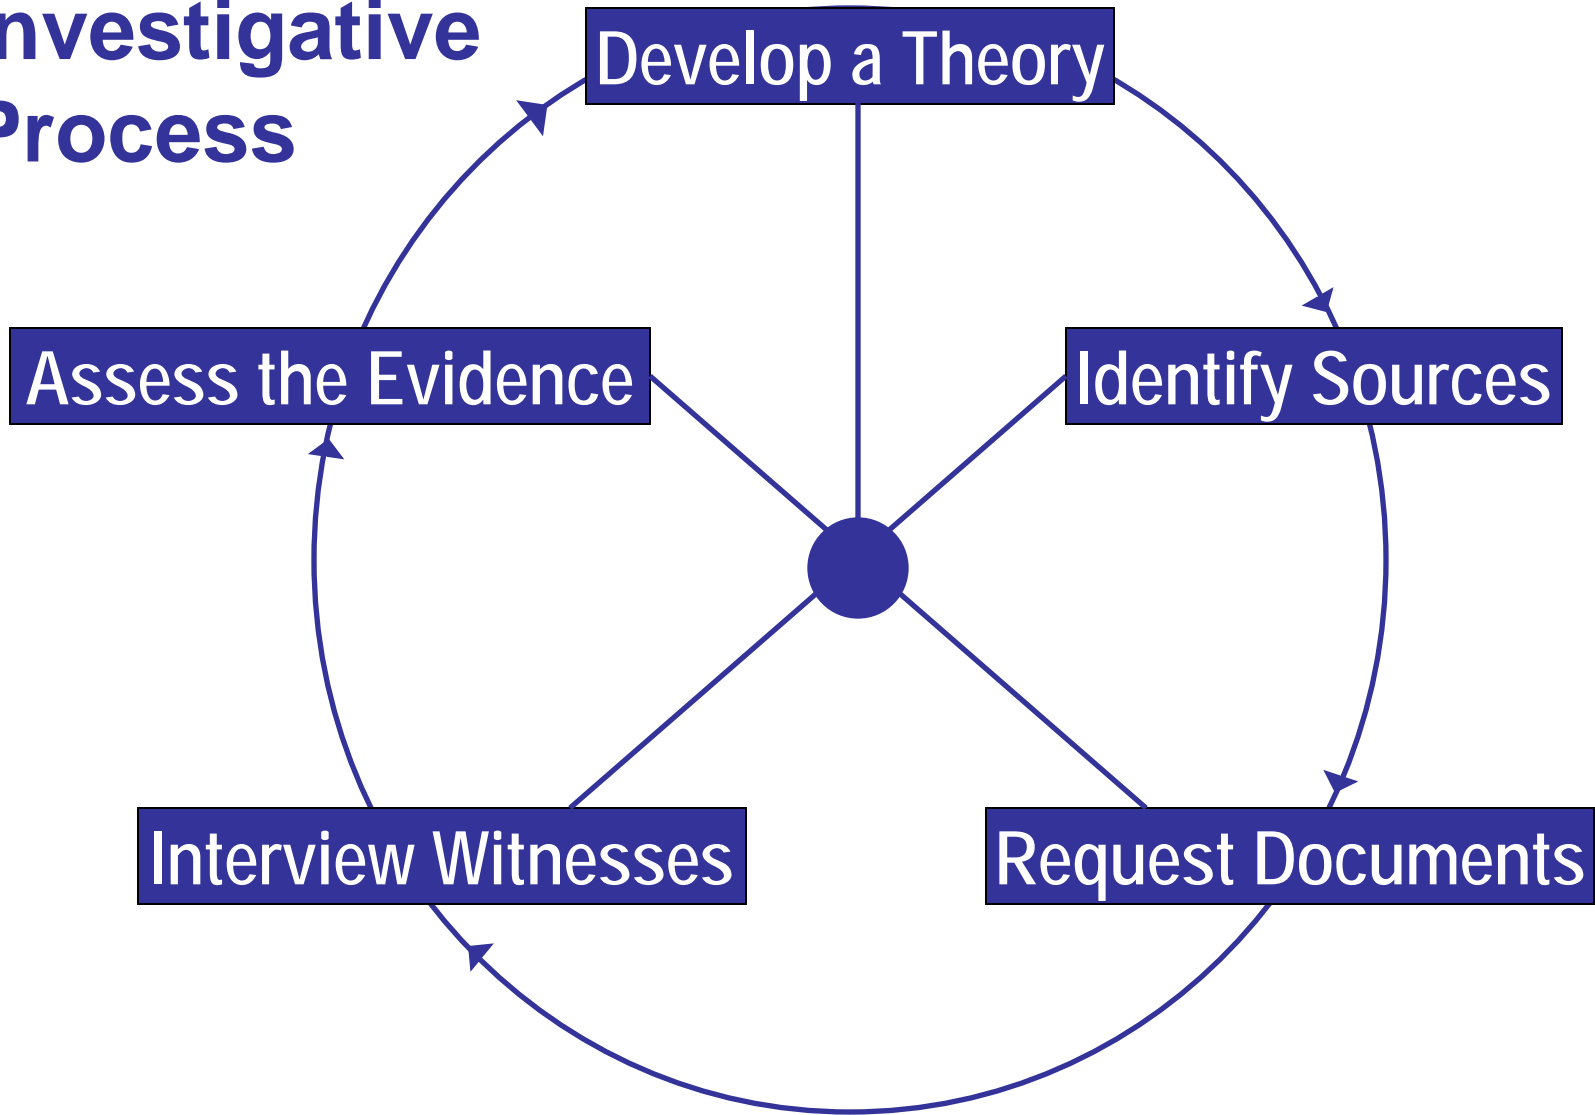 nvestigative
Process
Develop a Theory
Assess the Evidence
Identify Sources
Interview Witnesses
Request Documents